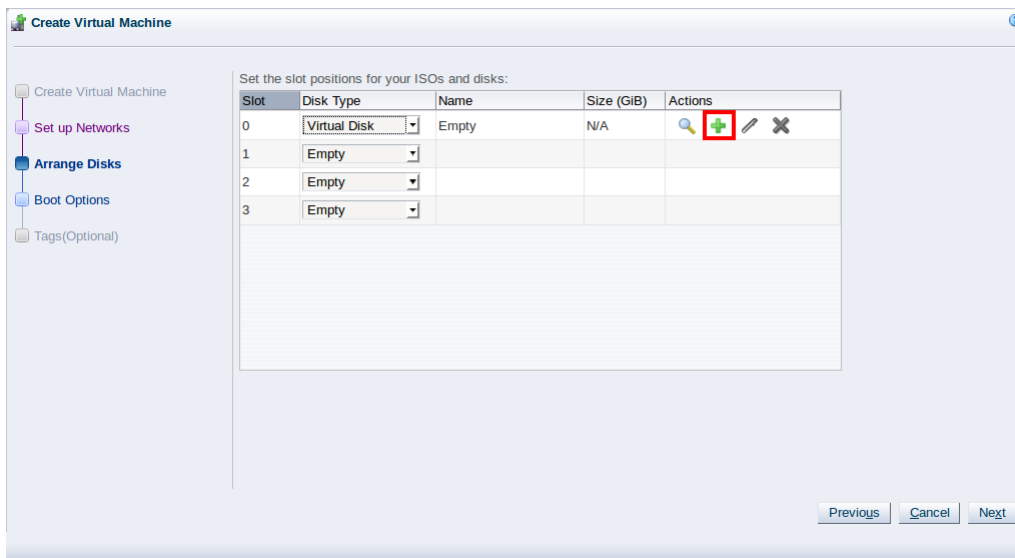 Create Virtual Machine
Create Virtual Machine
Set up Networks
Arrange Disks
Boot Options
Tags(Optional)
Set the slot positions for your ISOs and disks:
Slot Disk Type Name Size (GiB) Actions
0 Virtual Disk Empty N/A
1 Empty
2 Empty
3 Empty
Previous Cancel Next